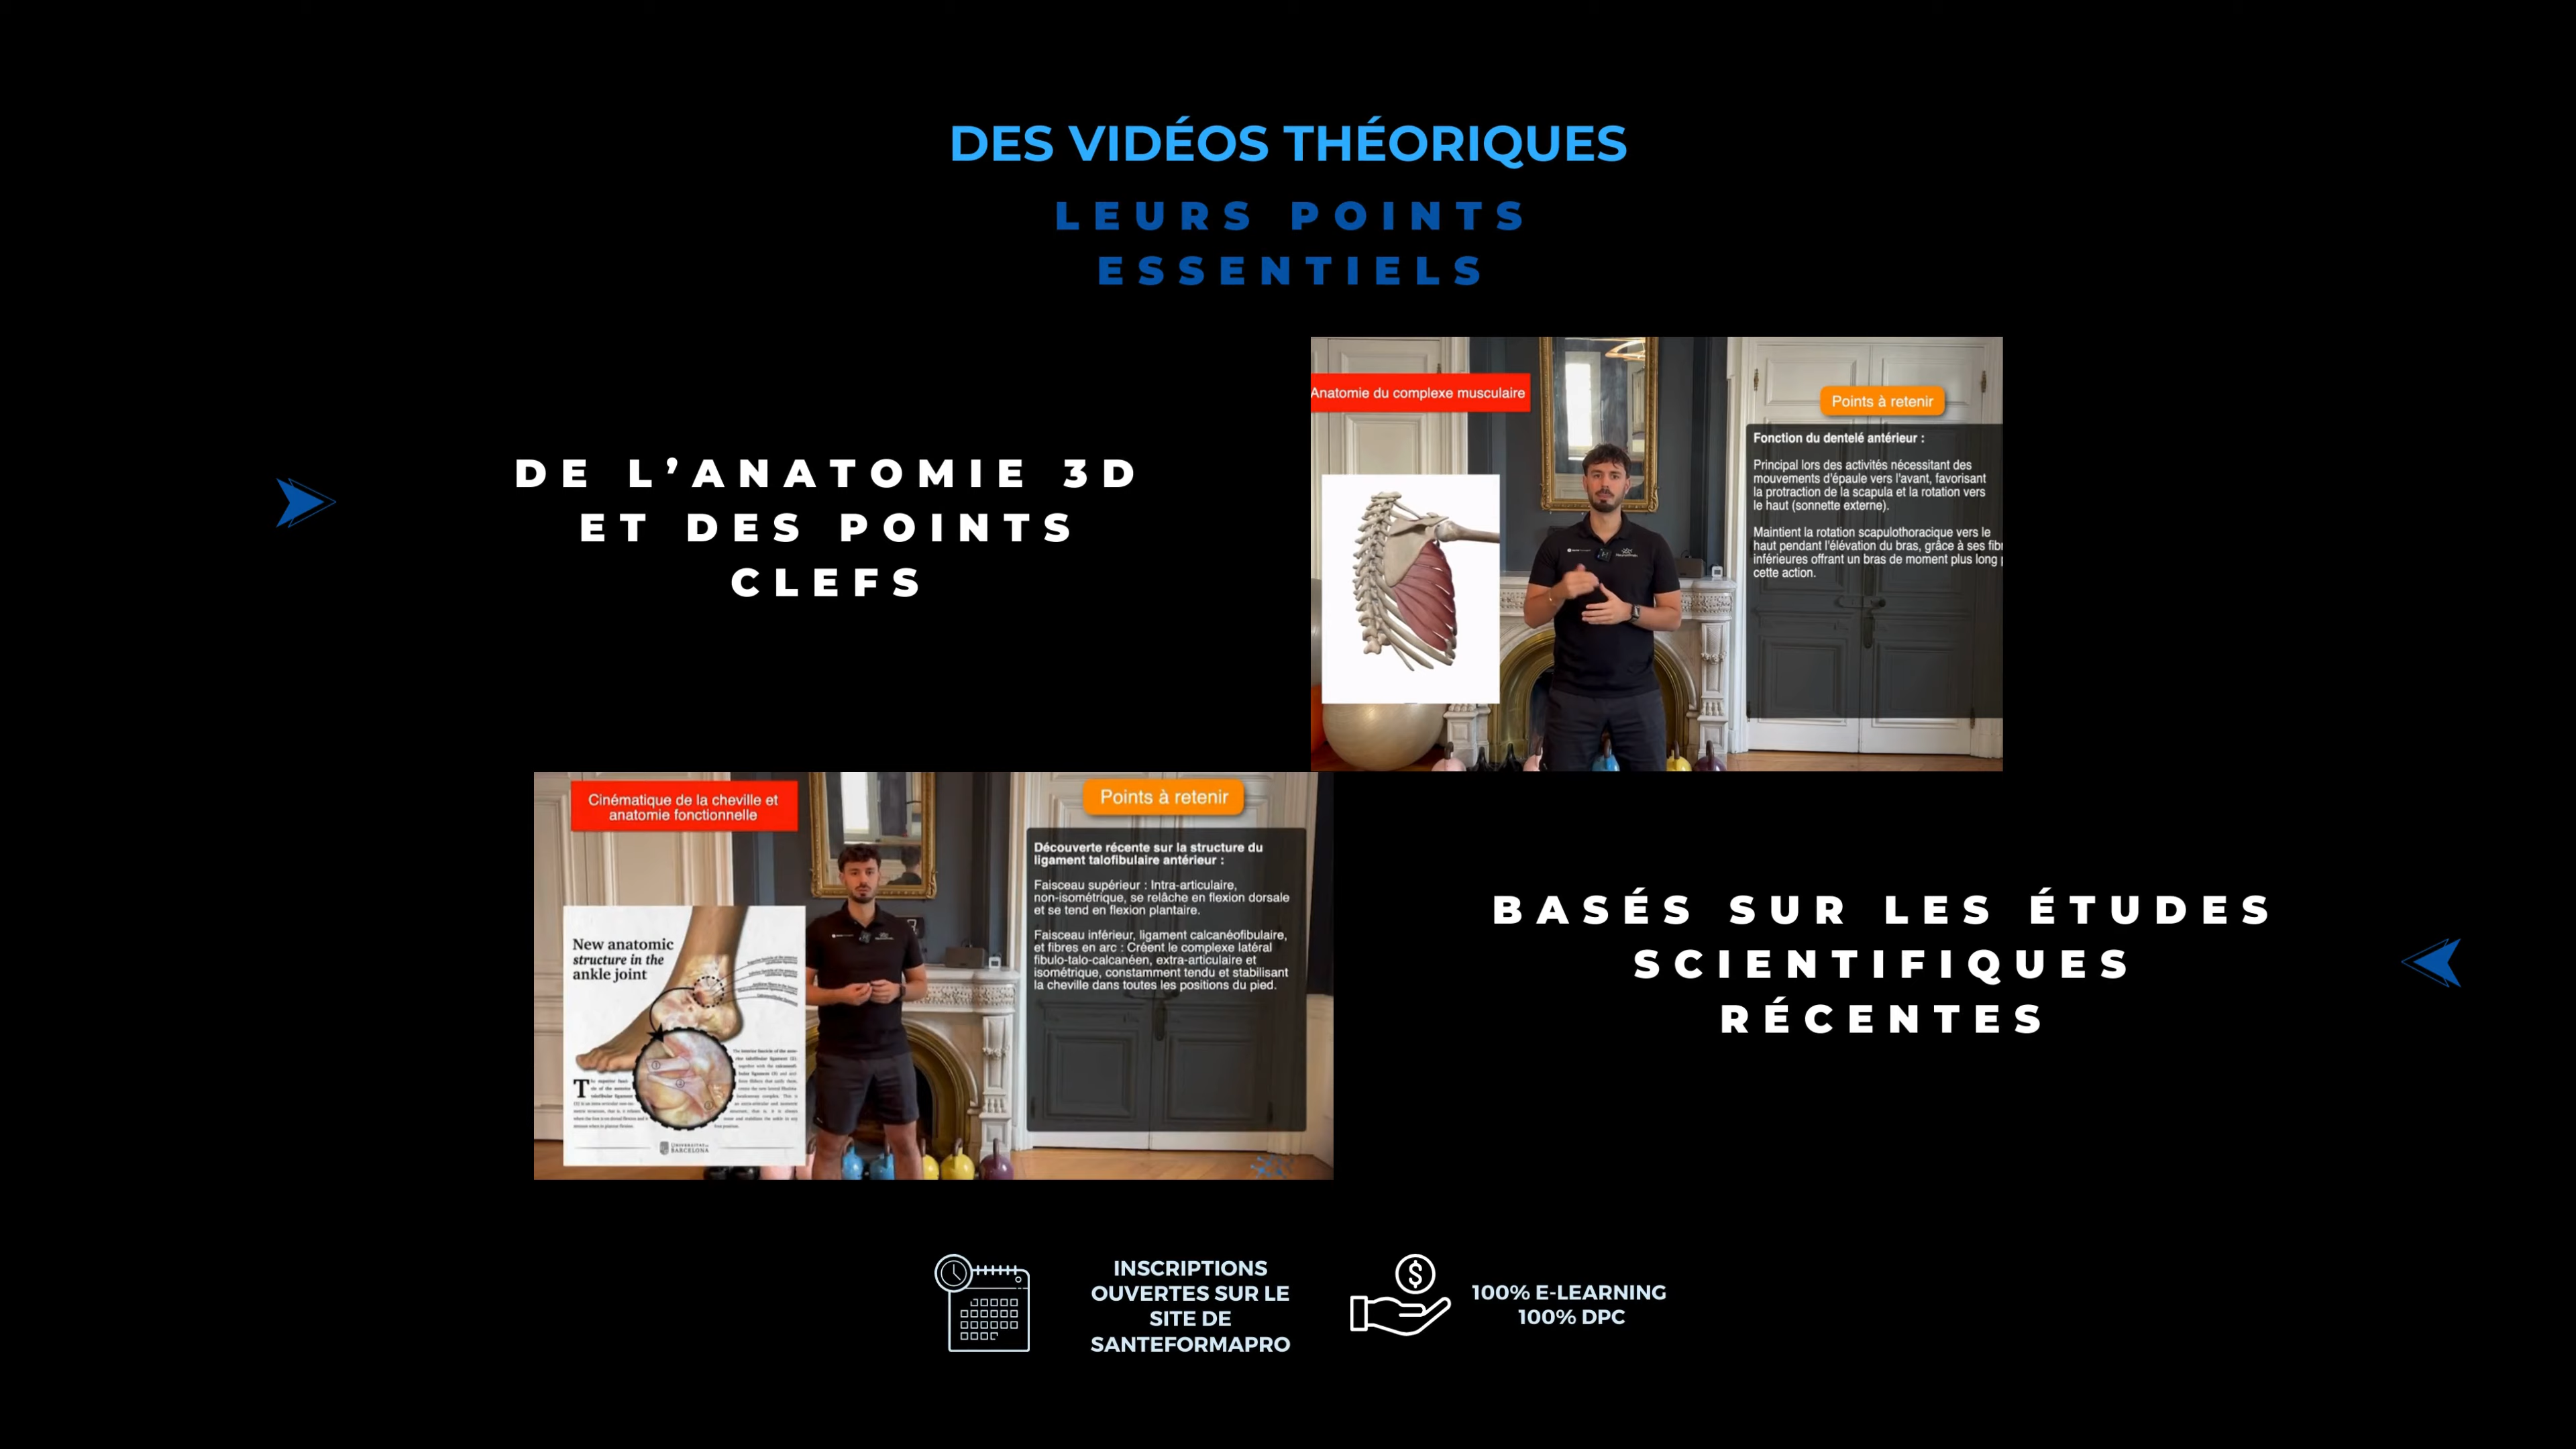 DES VIDÉOS THÉORIQUES
LEURS POINTS
ESSENTIELS
DE L'ANATOMIE 3D
ET DES POINTS
CLEFS
Anatomie du complexe musculaire
Points à retenir
Fonction du dentelé antérieur :
Principal lors des activités nécessitant des
mouvements d'épaule vers l'avant, favorisant
la protraction de la scapula et la rotation vers
le haut (sonnette externe).
Maintient la rotation scapulothoracique vers le
haut pendant l'élévation du bras, grâce à ses fib
inférieures offrant un bras de moment plus long
cette action.
Cinématique de la cheville et
anatomie fonctionnelle
Points à retenir
Découverte récente sur la structure du
ligament talofibulaire antérieur :
Faisceau supérieur : Intra-articulaire,
non-isométrique, se relâche en flexion dorsale
et se tend en flexion plantaire.
Faisceau inférieur, ligament calcanéofibulaire,
et fibres en arc : Créent le complexe latéral
fibulo-talo-calcanéen, extra-articulaire et
isométrique, constamment tendu et stabilisant
la cheville dans toutes les positions du pied.
New anatomic
structure in the
ankle joint
UNIVERSITAT DE
BARCELONA
BASÉS SUR LES ÉTUDES
SCIENTIFIQUES
RÉCENTES
INSCRIPTIONS
OUVERTES SUR LE
SITE DE
SANTEFORMAPRO
100% E-LEARNING
100% DPC